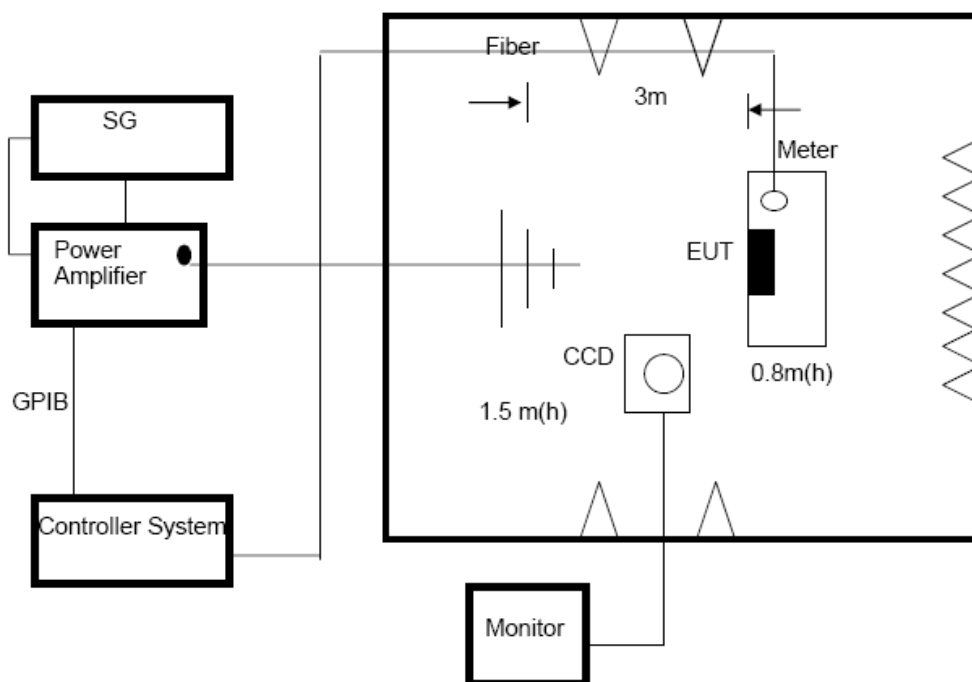 Fiber
3m
SG
Meter
Power
Amplifier
EUT
CCD
0.8m(h)
GPIB
1.5 m(h)
Controller System
Monitor